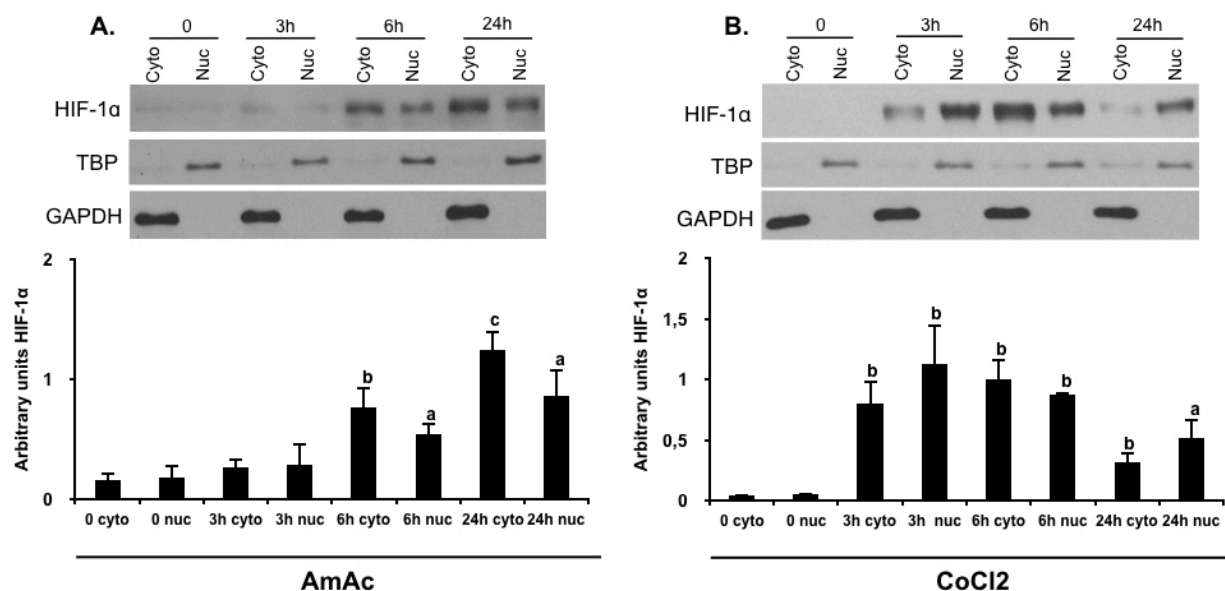 A.
0 3h 6h 24h
Cyto Nuc Cyto Nuc Cyto Nuc Cyto Nuc
HIF-1α
TBP
GAPDH
Arbitrary units HIF-1α
2
1
0
b
a
c
a
0 cyto 0 nuc 3h cyto 3h nuc 6h cyto 6h nuc 24h cyto 24h nuc
AmAc
B.
0 3h 6h 24h
Cyto Nuc Cyto Nuc Cyto Nuc Cyto Nuc
HIF-1α
TBP
GAPDH
Arbitrary units HIF-1α
2
1,5
1
0,5
0
b
b
b
b
b
a
0 cyto 0 nuc 3h cyto 3h nuc 6h cyto 6h nuc 24h cyto 24h nuc
CoCl2